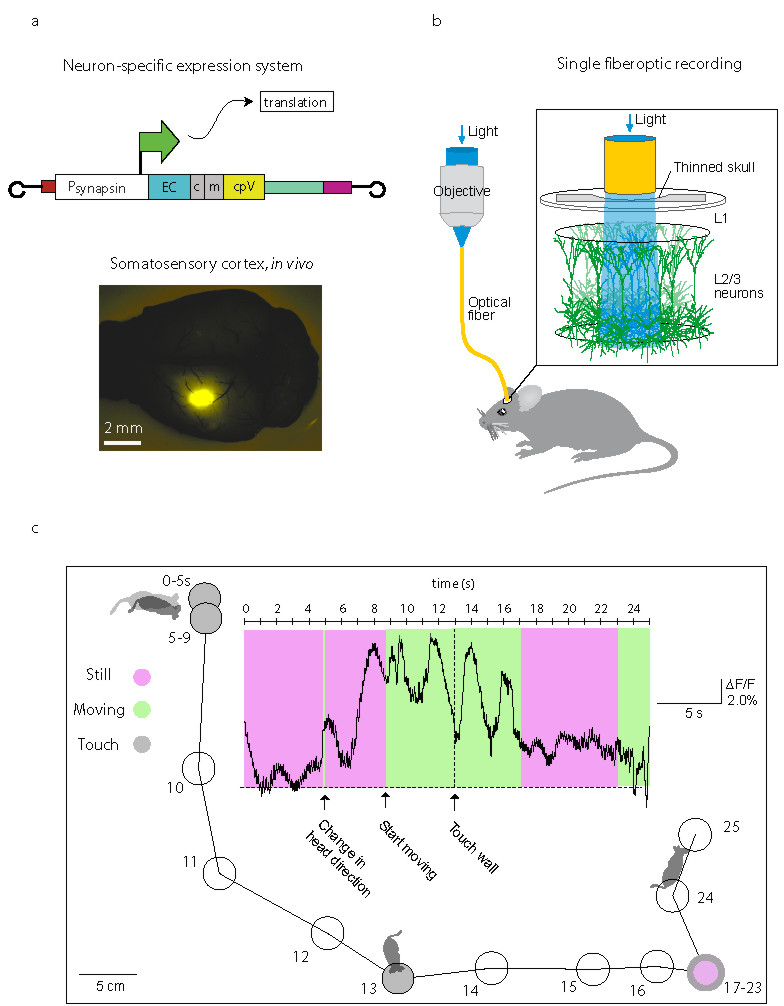 a
Neuron-specific expression system
translation
Psynapsin
EC
c
m
cpV
Somatosensory cortex, in vivo
2 mm
b
Single fiberoptic recording
Light
Objective
Optical
fiber
Light
Thinned skull
L1
L2/3
neurons
c
0-5s
5-9
Still
Moving
Touch
10
11
12
13
14
15
16
17-23
24
25
time (s)
0 2 4 6 8 10 12 14 16 18 20 22 24
ΔF/F
2.0%
5 s
Change in
head direction
Start moving
Touch wall
5 cm